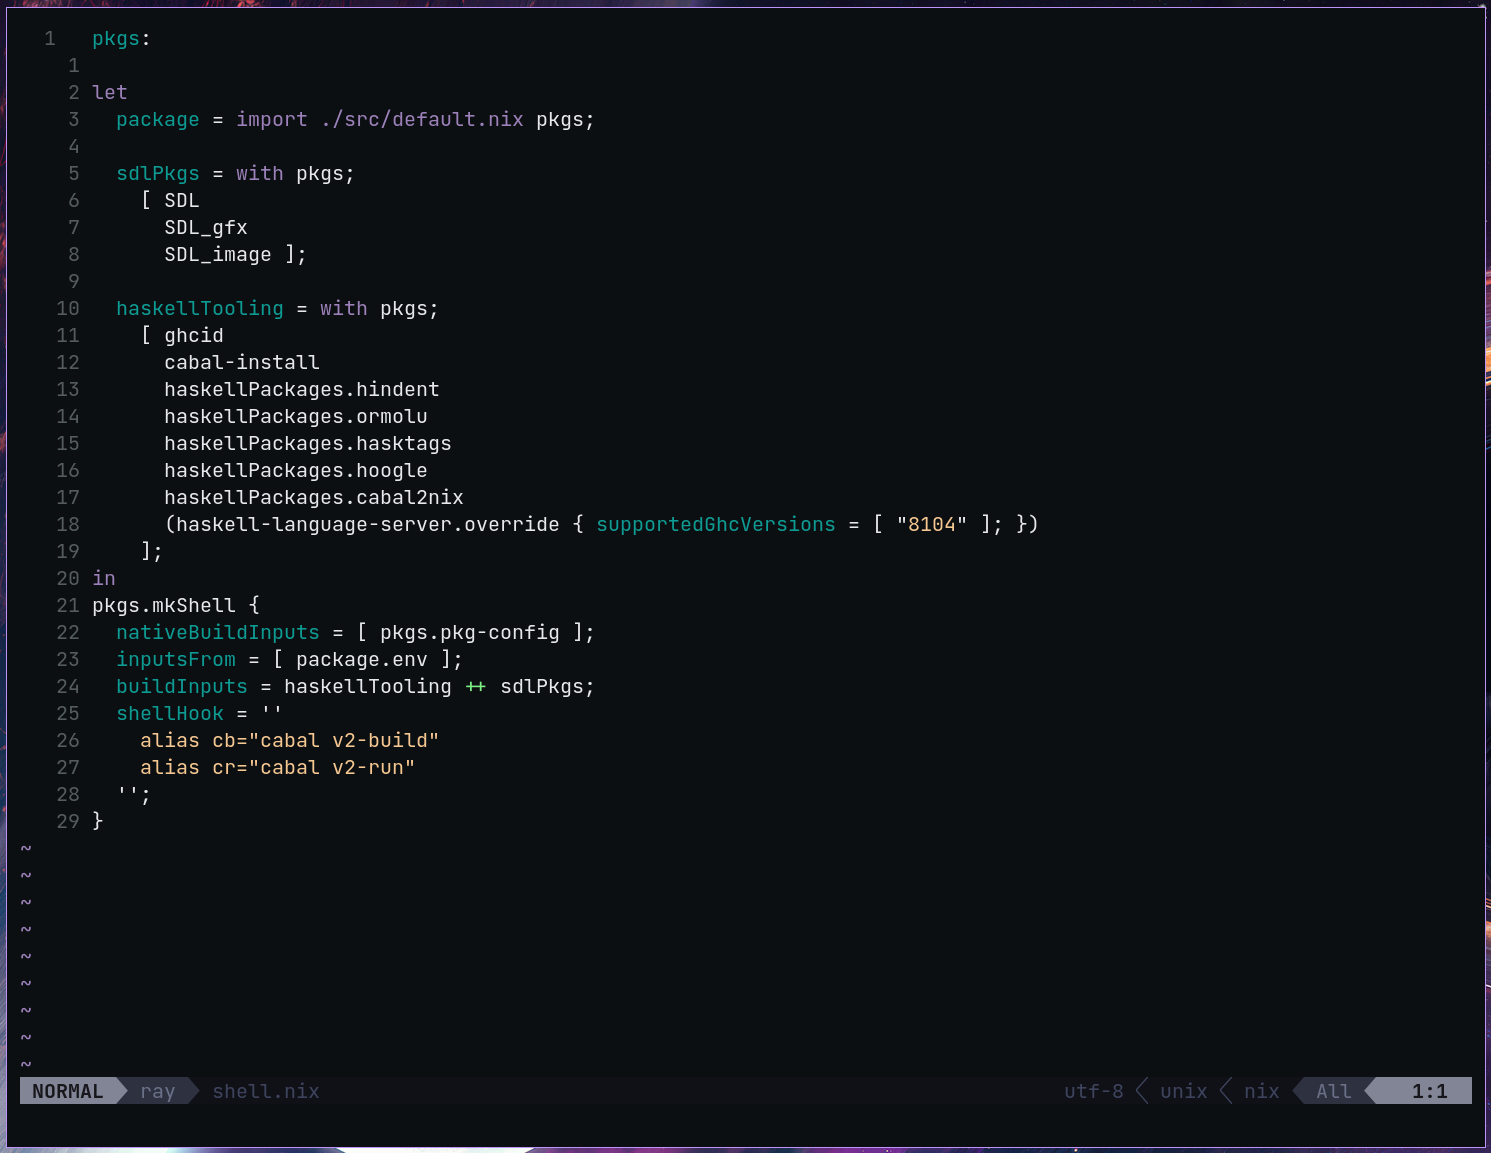 1 pkgs:
1
2 let
3 package = import ./src/default.nix pkgs;
4
5 sdlPkgs = with pkgs;
6 [ SDL
7 SDL_gfx
8 SDL_image ];
9
10 haskellTooling = with pkgs;
11 [ ghcid
12 cabal-install
13 haskellPackages.hindent
14 haskellPackages.ormolu
15 haskellPackages.hasktags
16 haskellPackages.hoogle
17 haskellPackages.cabal2nix
18 (haskell-language-server.override { supportedGhcVersions = [ "8104" ]; })
19 ];
20 in
21 pkgs.mkShell {
22 nativeBuildInputs = [ pkgs.pkg-config ];
23 inputsFrom = [ package.env ];
24 buildInputs = haskellTooling ++ sdlPkgs;
25 shellHook = ''
26 alias cb="cabal v2-build"
27 alias cr="cabal v2-run"
28 '';
29 }
~
~
~
~
~
~
~
~
~
NORMAL ray shell.nix utf-8 unix nix All 1:1